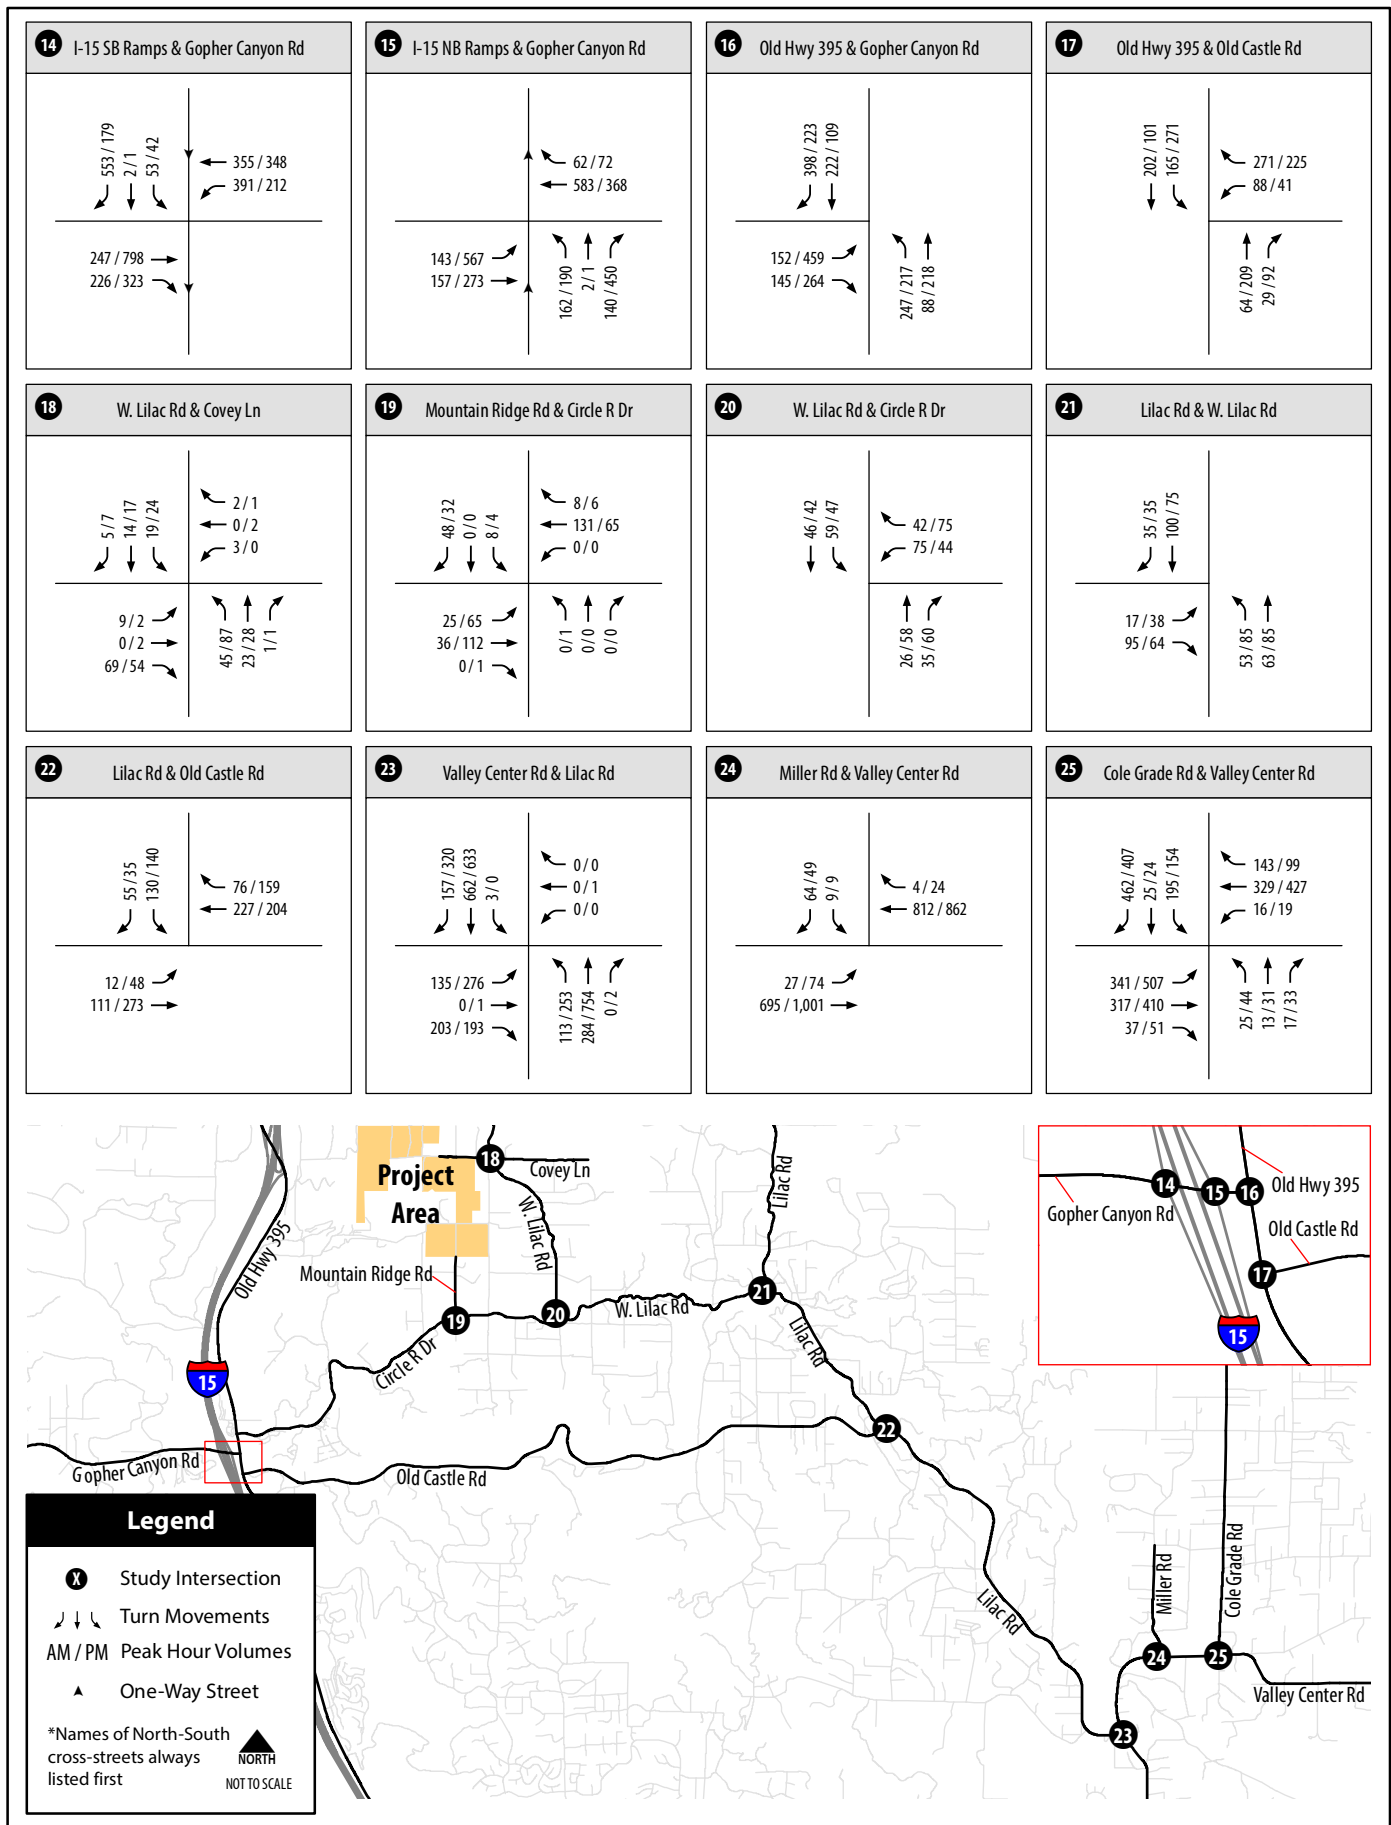 14 I-15 SB Ramps & Gopher Canyon Rd
553 / 179
2 / 1
53 / 42
355 / 348
391 / 212
247 / 798
226 / 323
15 I-15 NB Ramps & Gopher Canyon Rd
62 / 72
583 / 368
143 / 567
157 / 273
162 / 190
2 / 1
140 / 450
16 Old Hwy 395 & Gopher Canyon Rd
398 / 223
222 / 109
152 / 459
145 / 264
247 / 217
88 / 218
17 Old Hwy 395 & Old Castle Rd
202 / 101
165 / 271
271 / 225
88 / 41
64 / 209
29 / 92
18 W. Lilac Rd & Covey Ln
5 / 7
14 / 17
19 / 24
2 / 1
0 / 2
3 / 0
9 / 2
0 / 2
69 / 54
45 / 87
23 / 28
1 / 1
19 Mountain Ridge Rd & Circle R Dr
48 / 32
0 / 0
8 / 4
8 / 6
131 / 65
0 / 0
25 / 65
36 / 112
0 / 1
0 / 1
0 / 0
0 / 0
20 W. Lilac Rd & Circle R Dr
46 / 42
59 / 47
42 / 75
75 / 44
26 / 58
35 / 60
21 Lilac Rd & W. Lilac Rd
35 / 35
100 / 75
17 / 38
95 / 64
53 / 85
63 / 85
22 Lilac Rd & Old Castle Rd
55 / 35
130 / 140
76 / 159
227 / 204
12 / 48
111 / 273
23 Valley Center Rd & Lilac Rd
157 / 320
662 / 633
3 / 0
0 / 0
0 / 1
0 / 0
135 / 276
0 / 1
203 / 193
113 / 253
284 / 754
0 / 2
24 Miller Rd & Valley Center Rd
64 / 49
9 / 9
4 / 24
812 / 862
27 / 74
695 / 1,001
25 Cole Grade Rd & Valley Center Rd
462 / 407
25 / 24
195 / 154
143 / 99
329 / 427
16 / 19
341 / 507
317 / 410
37 / 51
25 / 44
13 / 31
17 / 33
Project
Area
18
Covey Ln
W. Lilac Rd
Lilac Rd
Old Hwy 395
Mountain Ridge Rd
19
20
W. Lilac Rd
21
Lilac Rd
Circle R Dr
15
22
Gopher Canyon Rd
Old Castle Rd
14
15
16
Old Hwy 395
Gopher Canyon Rd
Old Castle Rd
17
15
Lilac Rd
Miller Rd
Cole Grade Rd
24
25
Valley Center Rd
23
Legend
X Study Intersection
Turn Movements
AM / PM Peak Hour Volumes
One-Way Street
*Names of North-South
cross-streets always
listed first
NORTH
NOT TO SCALE